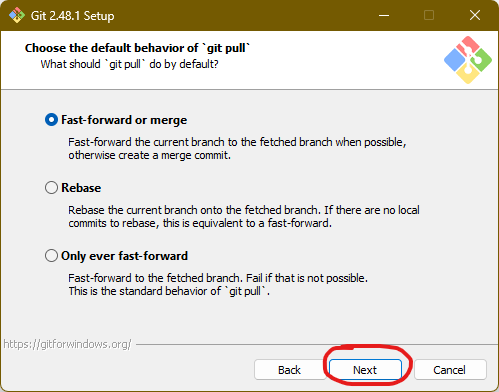 Git 2.48.1 Setup
Choose the default behavior of `git pull`
What should `git pull` do by default?
Fast-forward or merge
Fast-forward the current branch to the fetched branch when possible,
otherwise create a merge commit.
Rebase
Rebase the current branch onto the fetched branch. If there are no local
commits to rebase, this is equivalent to a fast-forward.
Only ever fast-forward
Fast-forward to the fetched branch. Fail if that is not possible.
This is the standard behavior of `git pull`.
https://gitforwindows.org/
Back Next Cancel